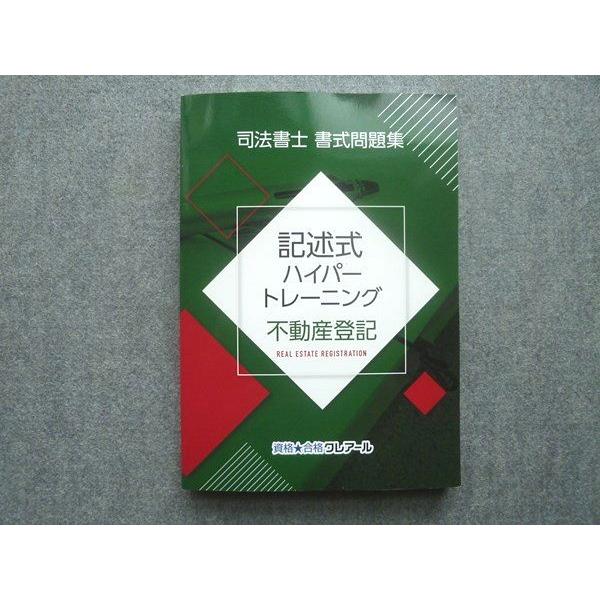 司法書士 書式問題集
記述式
ハイパー
トレーニング
不動産登記
REAL ESTATE REGISTRATION
資格★合格クレアール